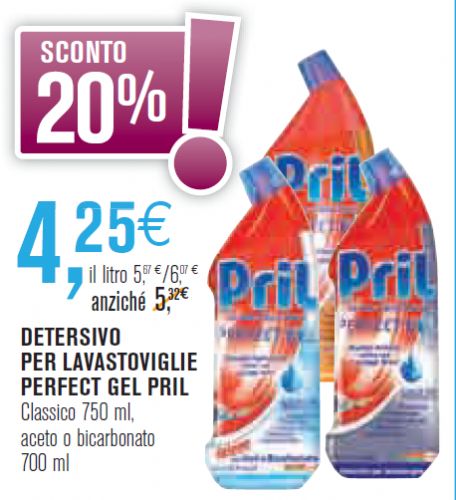 SCONTO
20%
4,25€
il litro 5,67 €/6,07 €
anziché 5,32€
DETERSIVO
PER LAVASTOVIGLIE
PERFECT GEL PRIL
Classico 750 ml,
aceto o bicarbonato
700 ml
Pril
Pril
Pril